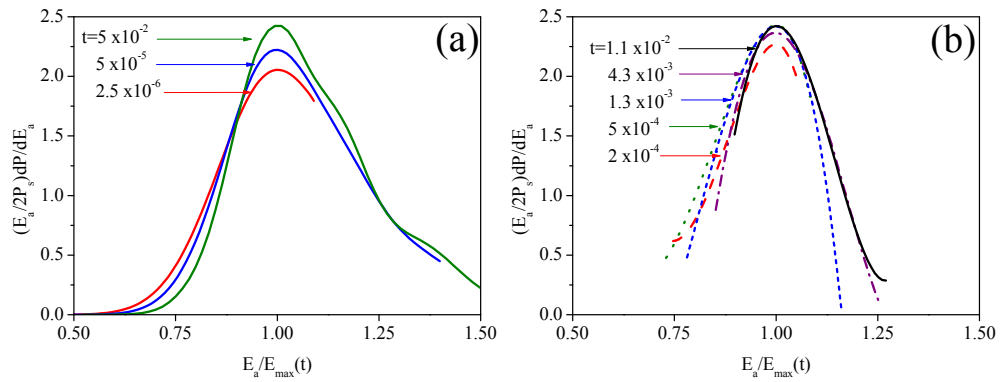 2.5
2.0
1.5
1.0
0.5
0.0
(E_a/2P_s)dP/dE_a
t=5 x10^-2
5 x10^-5
2.5 x10^-6
(a)
0.50 0.75 1.00 1.25 1.50
E_a/E_max(t)
2.5
2.0
1.5
1.0
0.5
0.0
(E_a/2P_s)dP/dE_a
t=1.1 x10^-2
4.3 x10^-3
1.3 x10^-3
5 x10^-4
2 x10^-4
(b)
0.50 0.75 1.00 1.25 1.50
E_a/E_max(t)